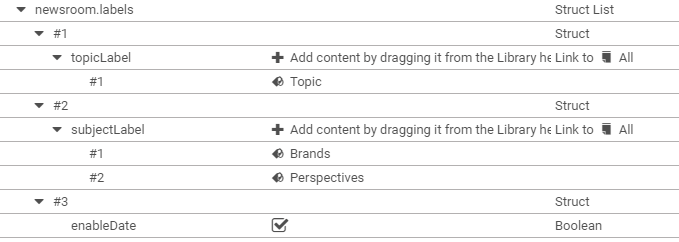 newsroom.labels Struct List
#1 Struct
topicLabel Add content by dragging it from the Library he Link to All
#1 Topic
#2 Struct
subjectLabel Add content by dragging it from the Library he Link to All
#1 Brands
#2 Perspectives
#3 Struct
enableDate Boolean